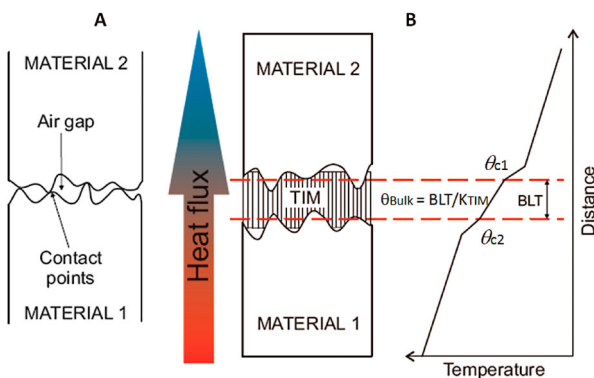 A
B
MATERIAL 2
Air gap
Contact
points
MATERIAL 1
Heat flux
MATERIAL 2
TIM
MATERIAL 1
θc1
θBulk = BLT/KTIM
BLT
θc2
Distance
Temperature